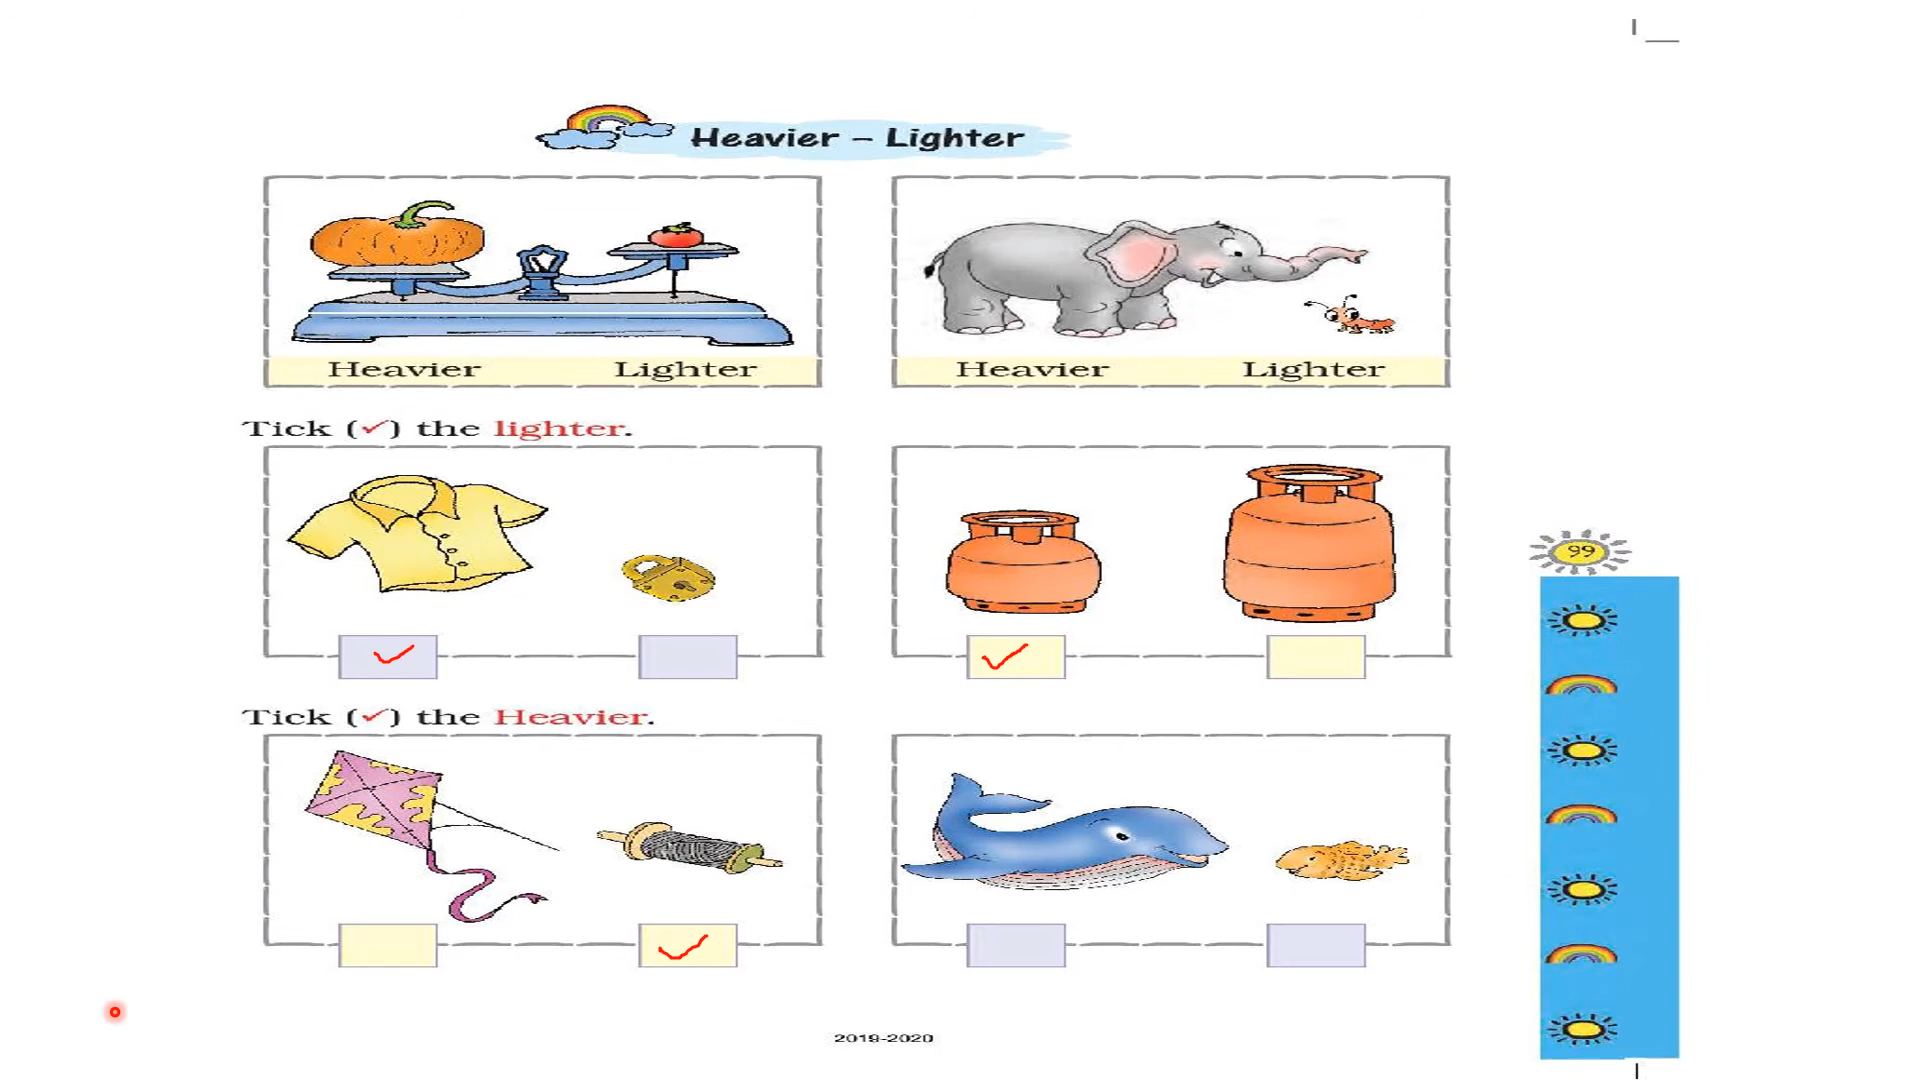 Heavier – Lighter
Heavier Lighter
Heavier Lighter
Tick (✓) the lighter.
99
Tick (✓) the Heavier.
2019-2020